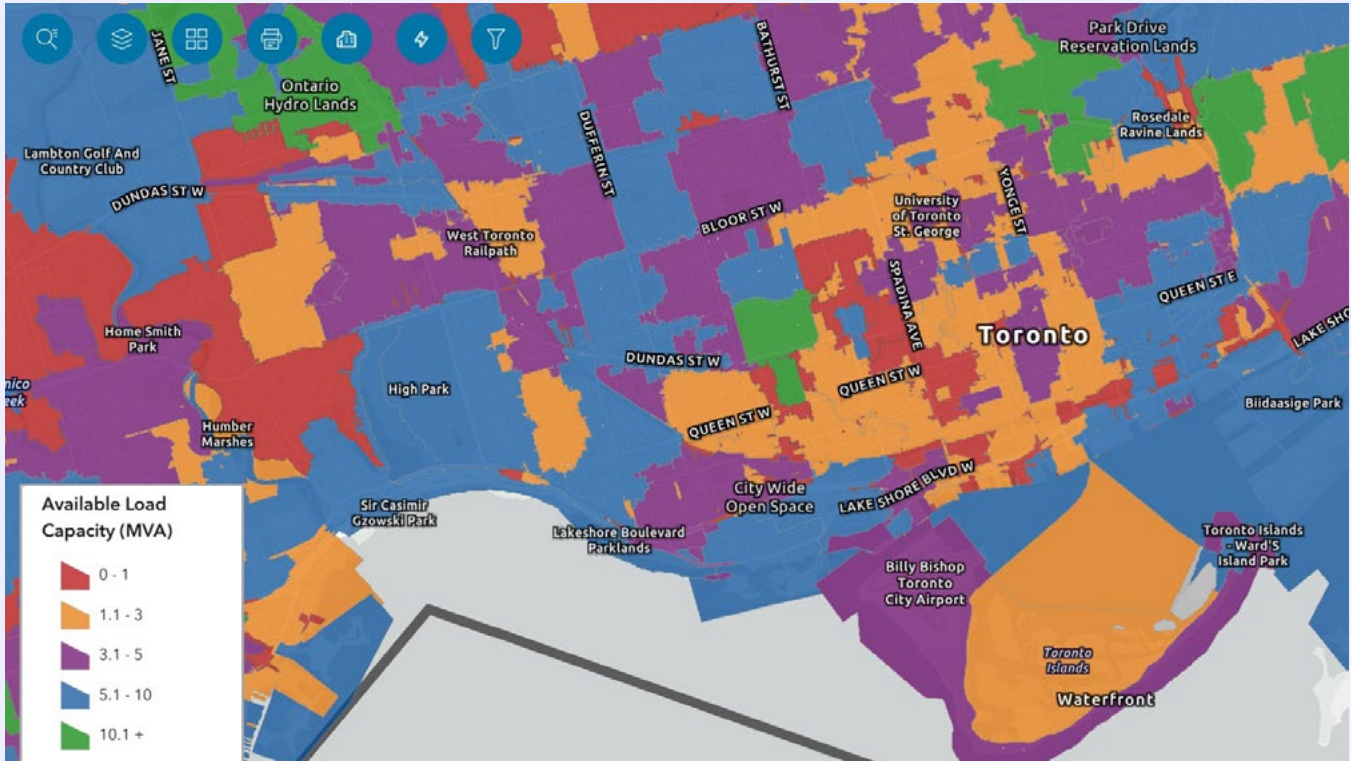 JANE ST
BATHURST ST
Park Drive
Reservation Lands
Ontario
Hydro Lands
DUFFERIN ST
Rosedale
Ravine Lands
Lambton Golf And
Country Club
DUNDAS ST W
BLOOR ST W
University
of Toronto
St. George
YONGE ST
West Toronto
Railpath
SPADINA AVE
QUEEN ST E
Home Smith
Park
Toronto
LAKE SHO
DUNDAS ST W
nico
eek
High Park
QUEEN ST W
QUEEN ST W
Biidaasige Park
Humber
Marshes
City Wide
Open Space
LAKE SHORE BLVD W
Sir Casimir
Gzowski Park
Lakeshore Boulevard
Parklands
Toronto Islands
- Ward'S
Island Park
Billy Bishop
Toronto
City Airport
Toronto
Islands
Waterfront
Available Load
Capacity (MVA)
0 - 1
1.1 - 3
3.1 - 5
5.1 - 10
10.1 +